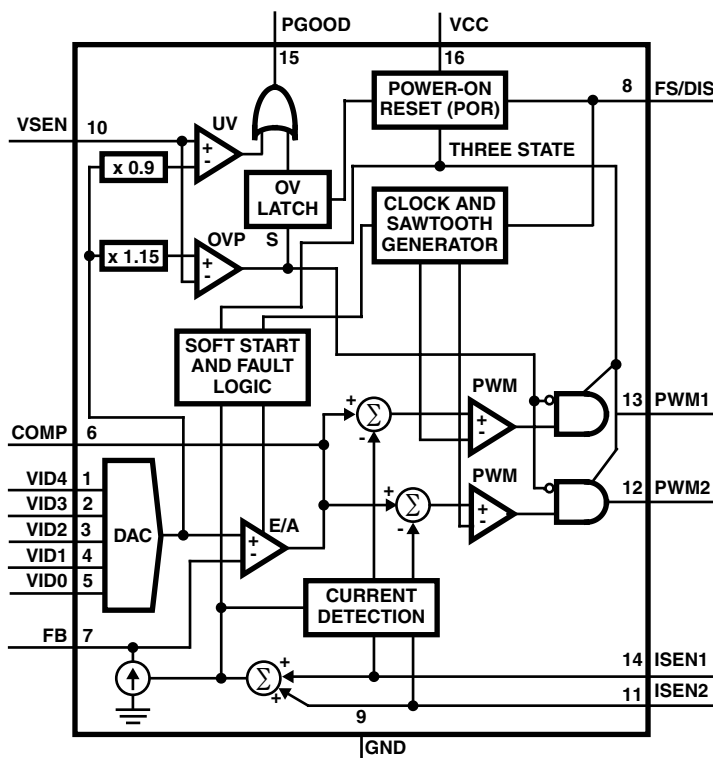 PGOOD
VCC
15
16
POWER-ON
RESET (POR)
8 FS/DIS
VSEN 10
UV
+
-
x 0.9
THREE STATE
OV
LATCH
CLOCK AND
SAWTOOTH
GENERATOR
S
OVP
x 1.15
+
-
SOFT START
AND FAULT
LOGIC
PWM
+
Σ
-
+
-
13 PWM1
COMP 6
PWM
VID4 1
VID3 2
VID2 3
VID1 4
VID0 5
DAC
E/A
+
-
+
Σ
-
+
-
12 PWM2
CURRENT
DETECTION
FB 7
Σ
+
+
14 ISEN1
11 ISEN2
9
GND